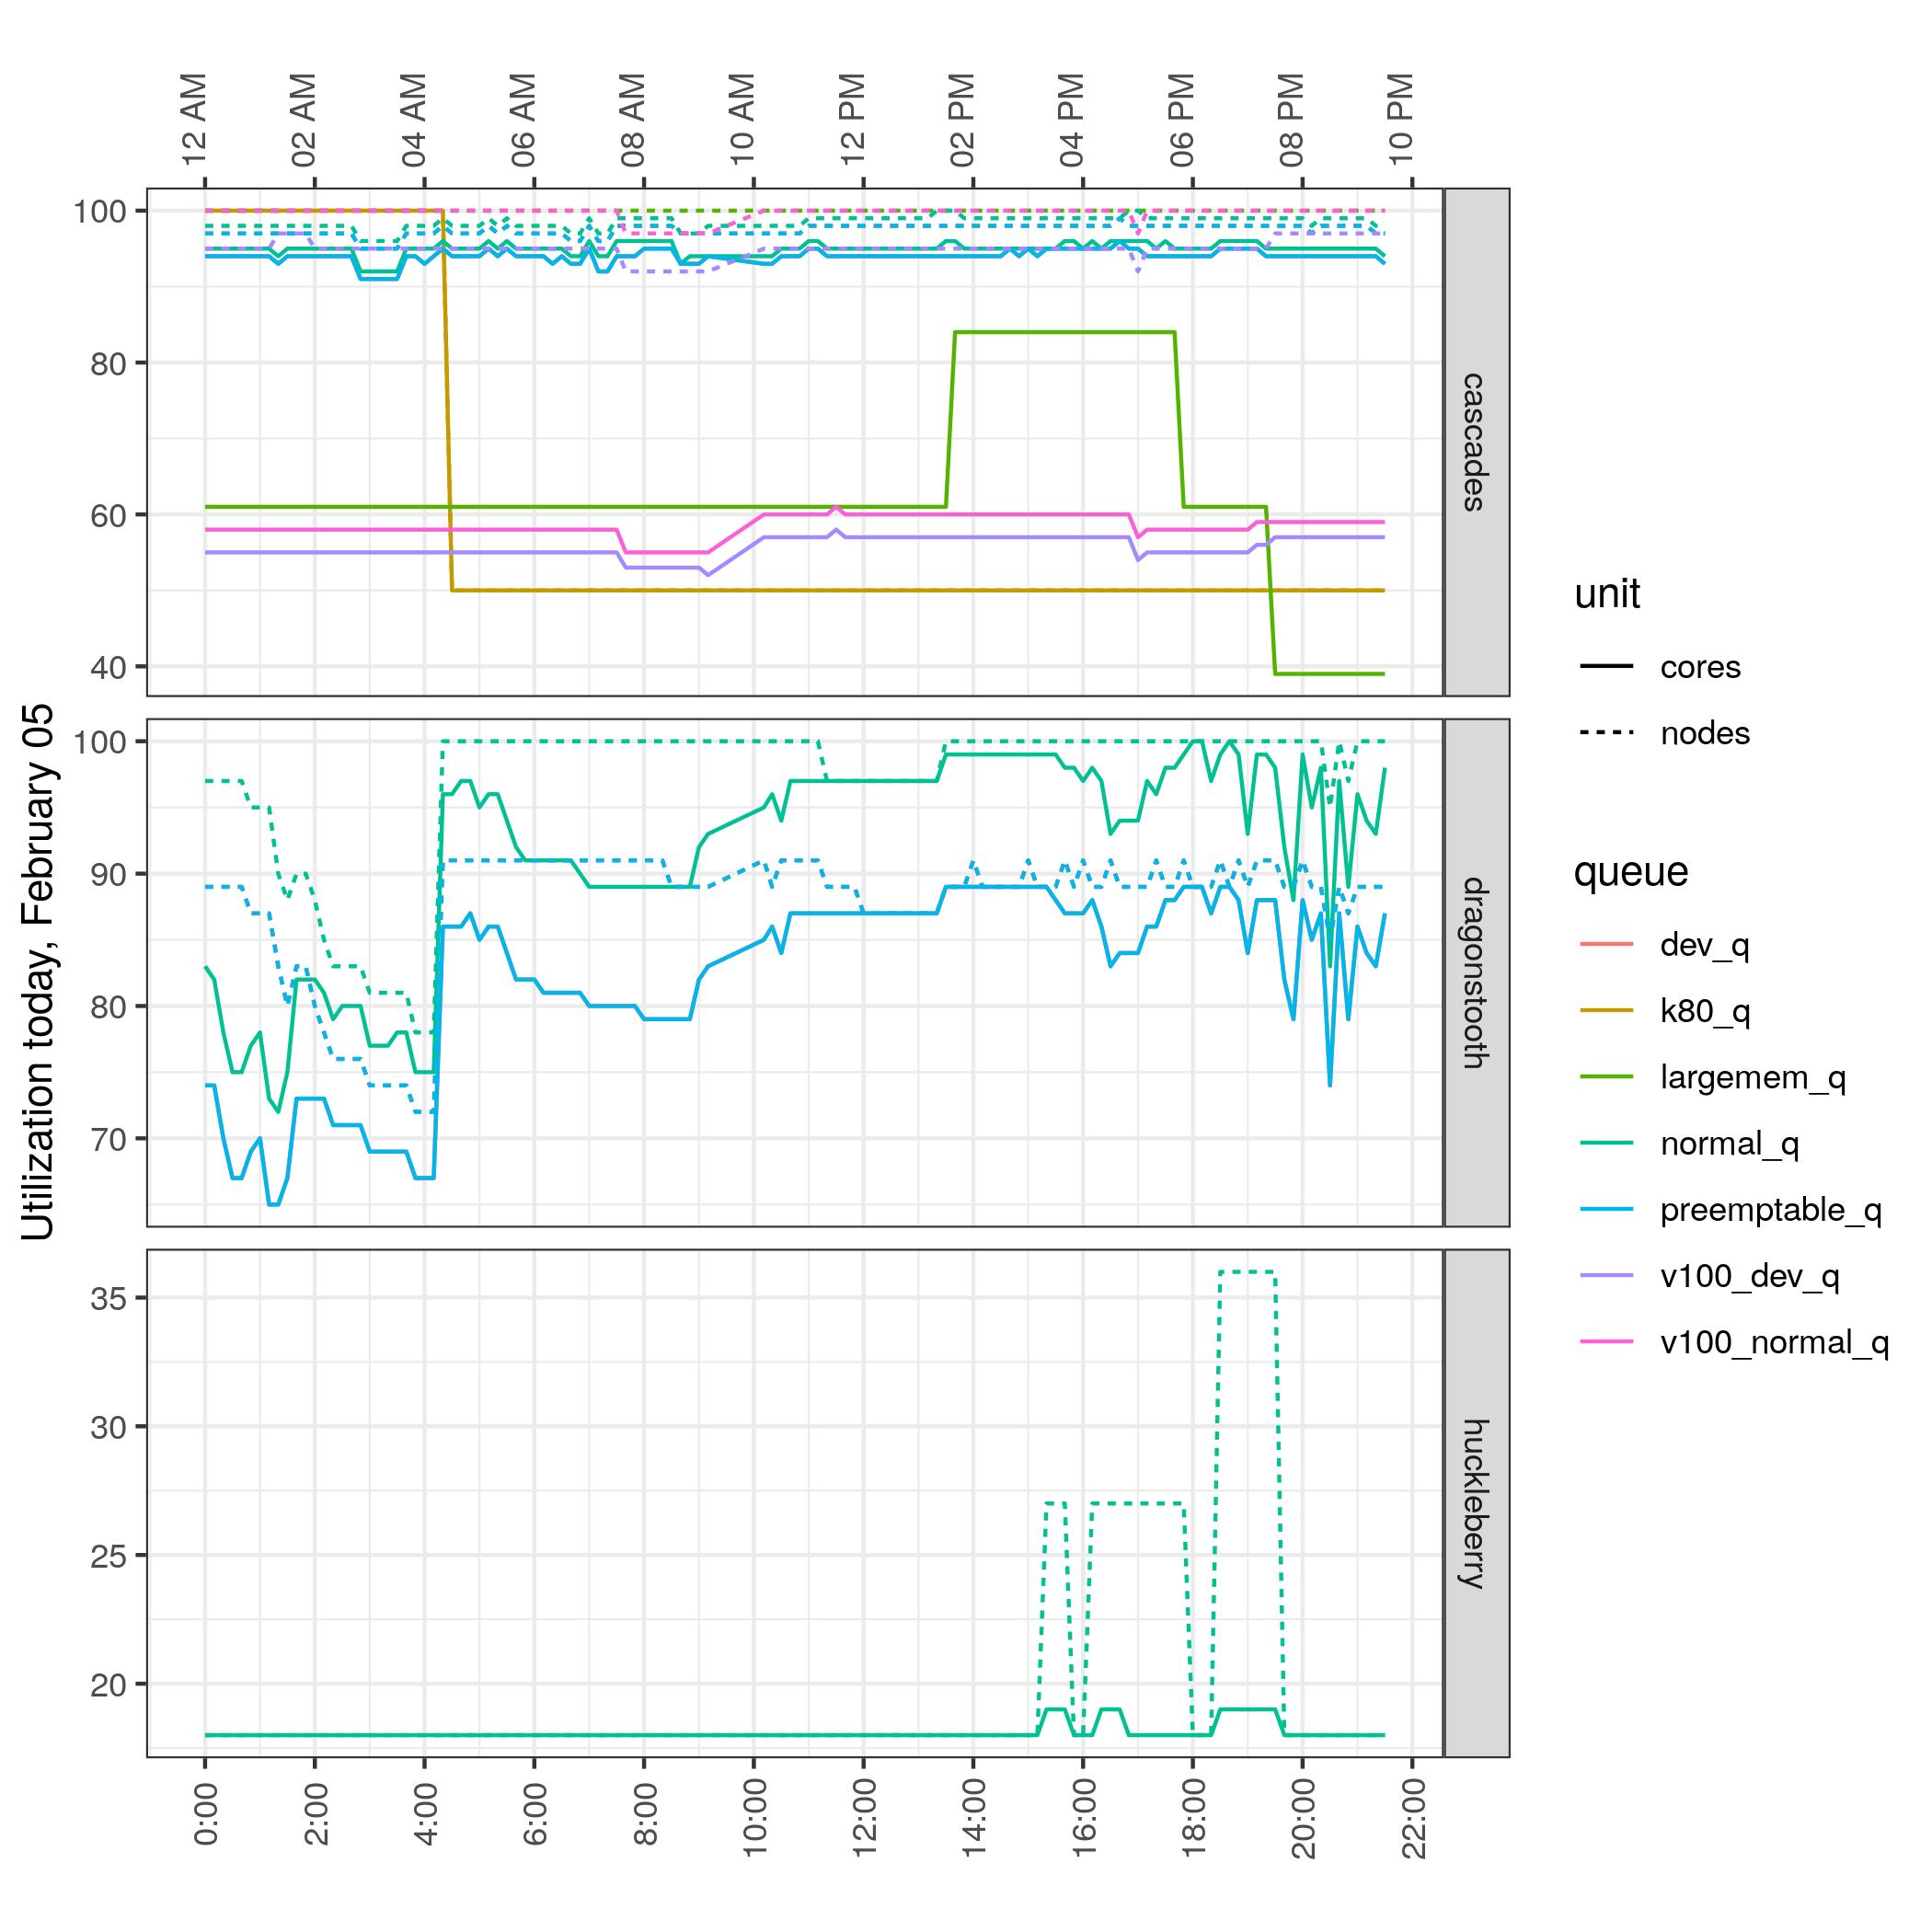 12 AM
02 AM
04 AM
06 AM
08 AM
10 AM
12 PM
02 PM
04 PM
06 PM
08 PM
10 PM
Utilization today, February 05
100
80
60
40
cascades
100
90
80
70
dragonstooth
35
30
25
20
huckleberry
0:00
2:00
4:00
6:00
8:00
10:00
12:00
14:00
16:00
18:00
20:00
22:00
unit
cores
nodes
queue
dev_q
k80_q
largemem_q
normal_q
preemptable_q
v100_dev_q
v100_normal_q